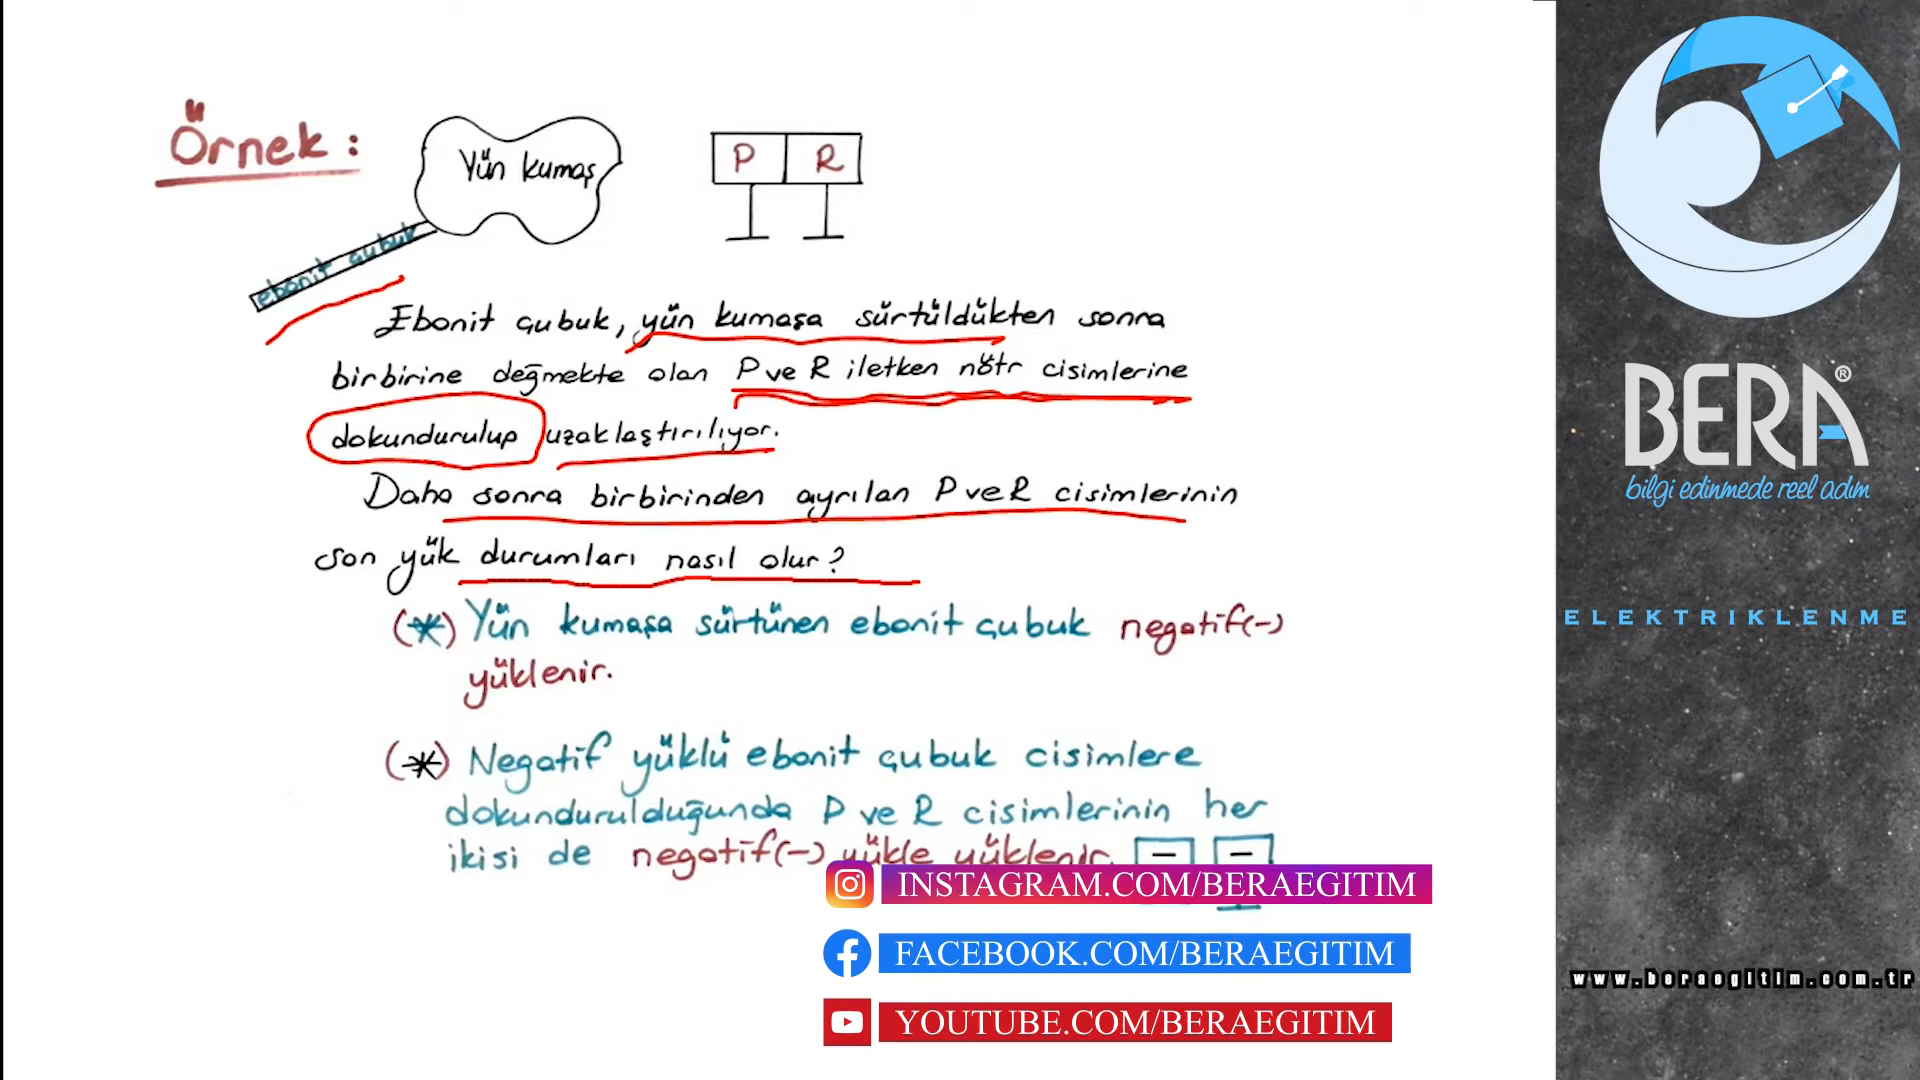 Örnek:
Yün kumaş
P R
ebonit çubuk
Ebonit çubuk, yün kumaşa sürtüldükten sonra
birbirine değmekte olan P ve R iletken nötr cisimlerine
dokundurulup uzaklaştırılıyor.
Daha sonra birbirinden ayrılan P ve R cisimlerinin
son yük durumları nasıl olur?
(*) Yün kumaşa sürtünen ebonit çubuk negatif(-)
yüklenir.
(*) Negatif yüklü ebonit çubuk cisimlere
dokundurulduğunda P ve R cisimlerinin her
ikisi de negatif(-) yükle yüklenir. - -
INSTAGRAM.COM/BERAEGITIM
FACEBOOK.COM/BERAEGITIM
YOUTUBE.COM/BERAEGITIM
BERA®
bilgi edinmede reel adım
ELEKTRIKLENME
www.beraegitim.com.tr